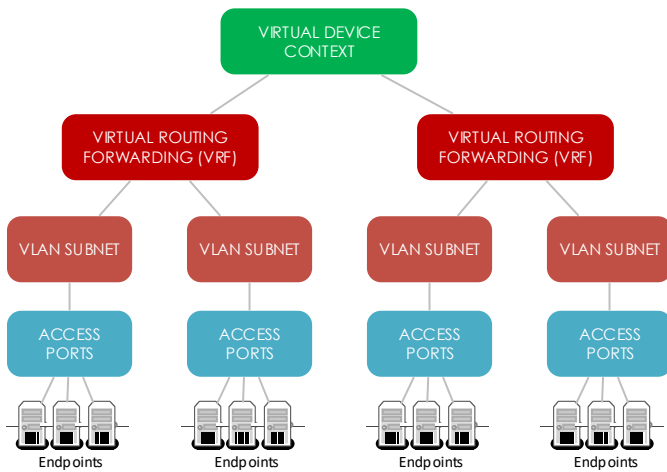 VIRTUAL DEVICE
CONTEXT
VIRTUAL ROUTING
FORWARDING (VRF)
VIRTUAL ROUTING
FORWARDING (VRF)
VLAN SUBNET
VLAN SUBNET
VLAN SUBNET
VLAN SUBNET
ACCESS
PORTS
ACCESS
PORTS
ACCESS
PORTS
ACCESS
PORTS
Endpoints
Endpoints
Endpoints
Endpoints